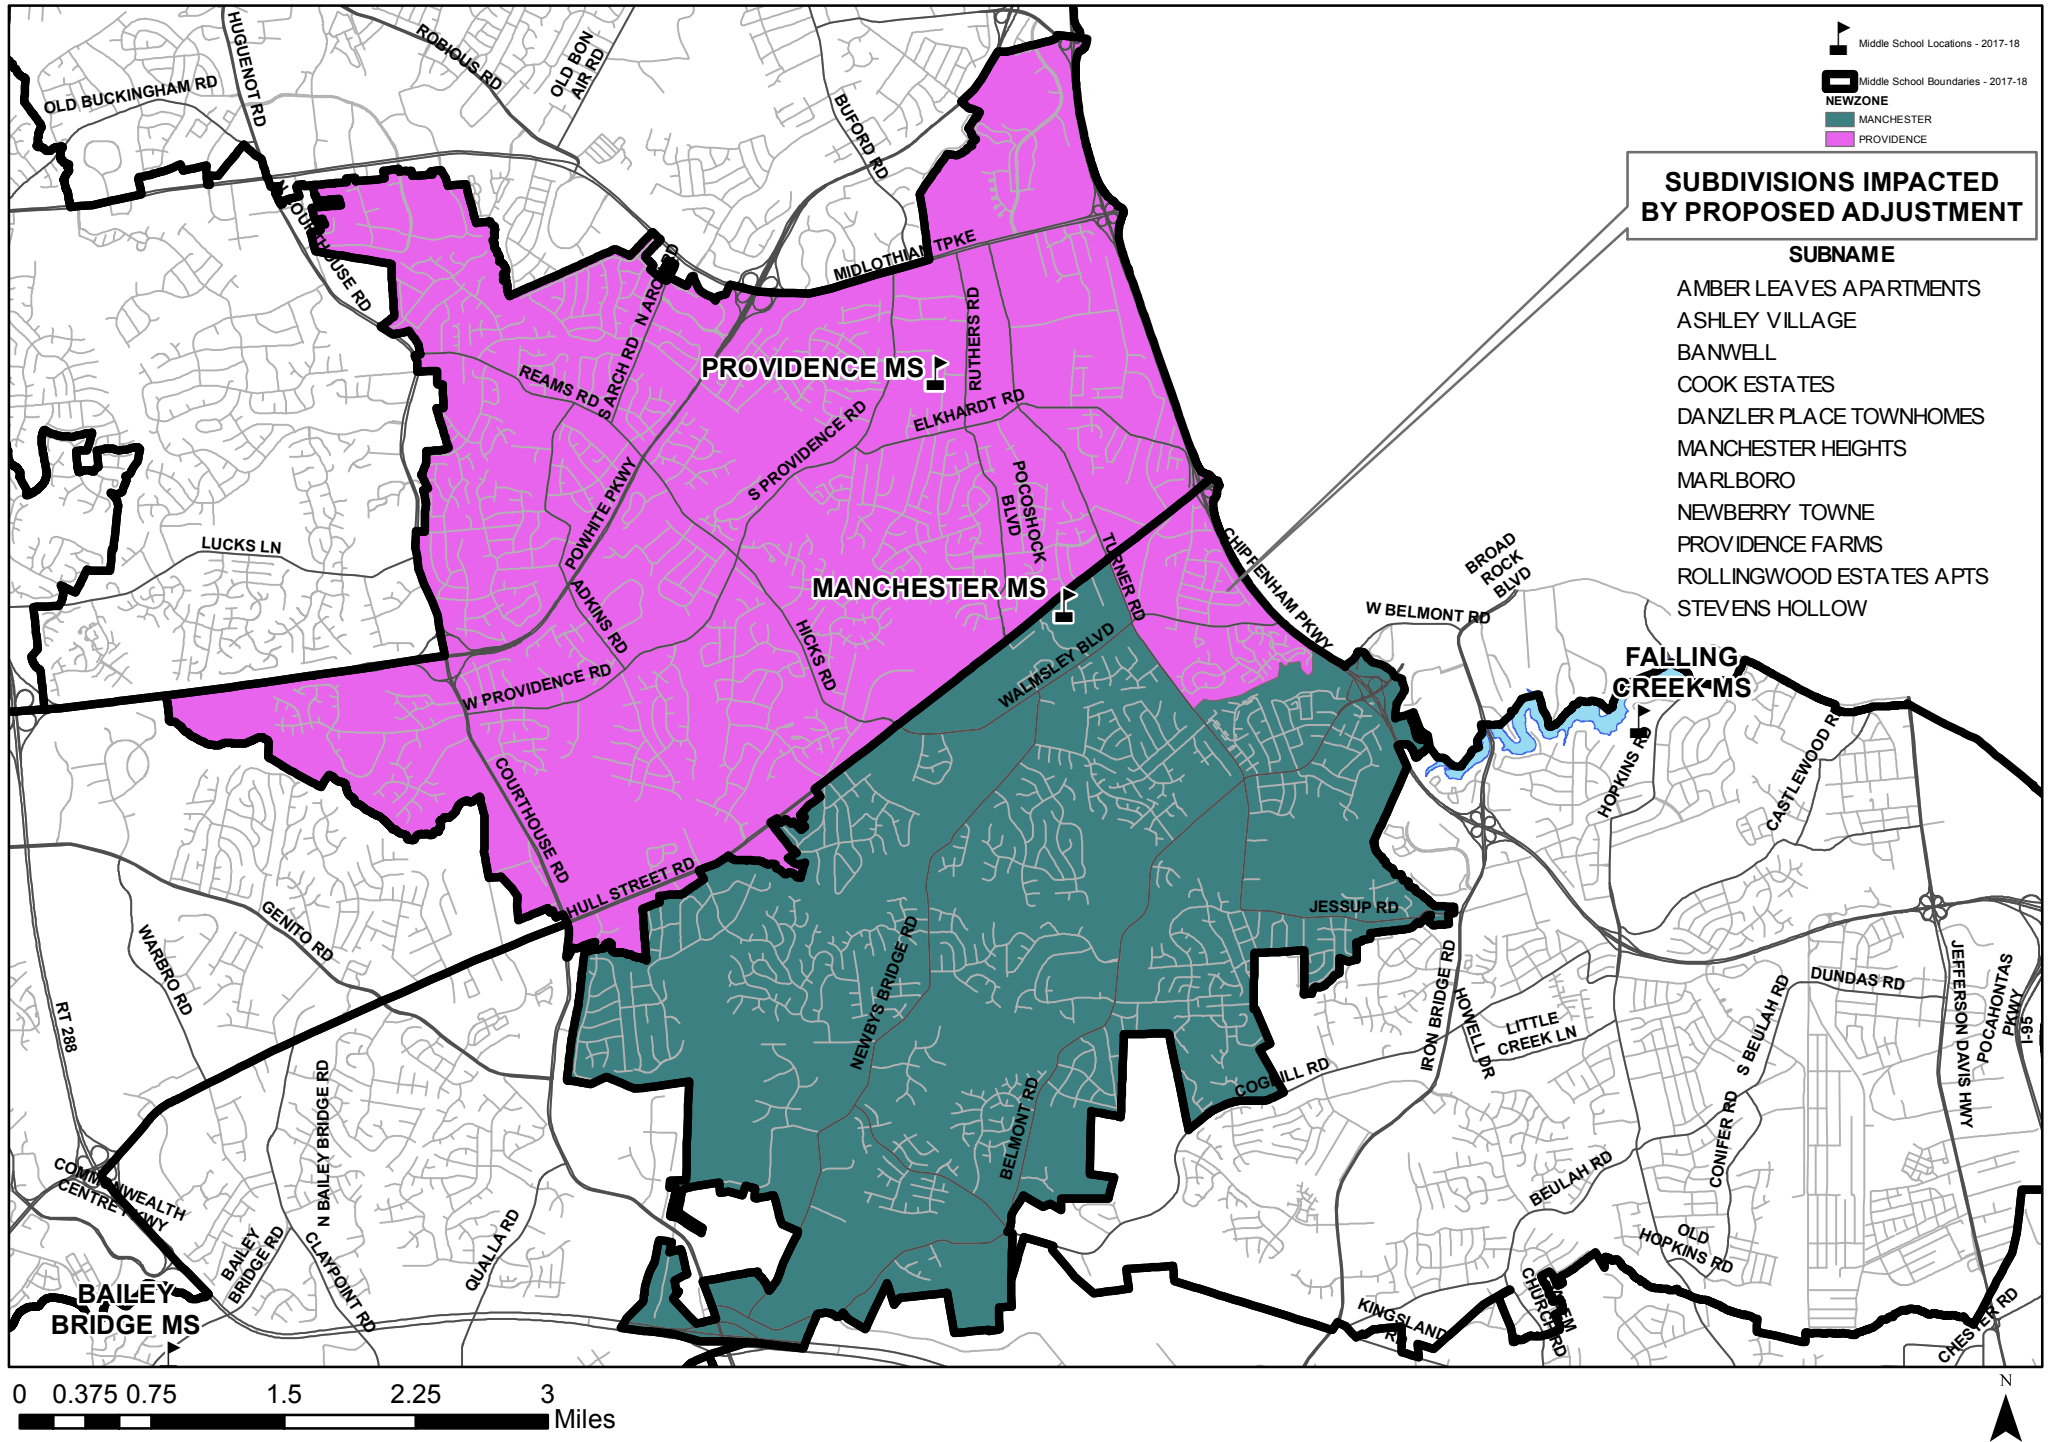 Middle School Locations - 2017-18
Middle School Boundaries - 2017-18
NEWZONE
MANCHESTER
PROVIDENCE
SUBDIVISIONS IMPACTED
BY PROPOSED ADJUSTMENT
SUBNAME
AMBER LEAVES APARTMENTS
ASHLEY VILLAGE
BANWELL
COOK ESTATES
DANZLER PLACE TOWNHOMES
MANCHESTER HEIGHTS
MARLBORO
NEWBERRY TOWNE
PROVIDENCE FARMS
ROLLINGWOOD ESTATES APTS
STEVENS HOLLOW
HUGUENOT RD
ROBIOUS RD
OLD BON
AIR RD
OLD BUCKINGHAM RD
BUFORD RD
N COURTHOUSE RD
MIDLOTHIAN TPKE
N ARCH RD
RUTHERS RD
PROVIDENCE MS
REAMS RD
S ARCH RD
ELKHARDT RD
S PROVIDENCE RD
POCOSHOCK
BLVD
POWHITE PKWY
LUCKS LN
CHIPPENHAM PKWY
TURNER RD
BROAD
ROCK
BLVD
MANCHESTER MS
ADKINS RD
HICKS RD
W BELMONT RD
WALMSLEY BLVD
W PROVIDENCE RD
FALLING
CREEK MS
HOPKINS RD
CASTLEWOOD RD
COURTHOUSE RD
HULL STREET RD
JESSUP RD
GENITO RD
WARBRO RD
NEWBYS BRIDGE RD
IRON BRIDGE RD
HOWELL DR
LITTLE
CREEK LN
S BEULAH RD
DUNDAS RD
JEFFERSON DAVIS HWY
POCAHONTAS
PKWY
I-95
RT 288
COGBILL RD
BELMONT RD
N BAILEY BRIDGE RD
CONIFER RD
BEULAH RD
COMMONWEALTH
CENTRE PKWY
BAILEY
BRIDGE RD
CLAYPOINT RD
QUALLA RD
OLD
HOPKINS RD
SALEM
CHURCH RD
KINGSLAND
RD
CHESTER RD
BAILEY
BRIDGE MS
0 0.375 0.75 1.5 2.25 3
Miles
N